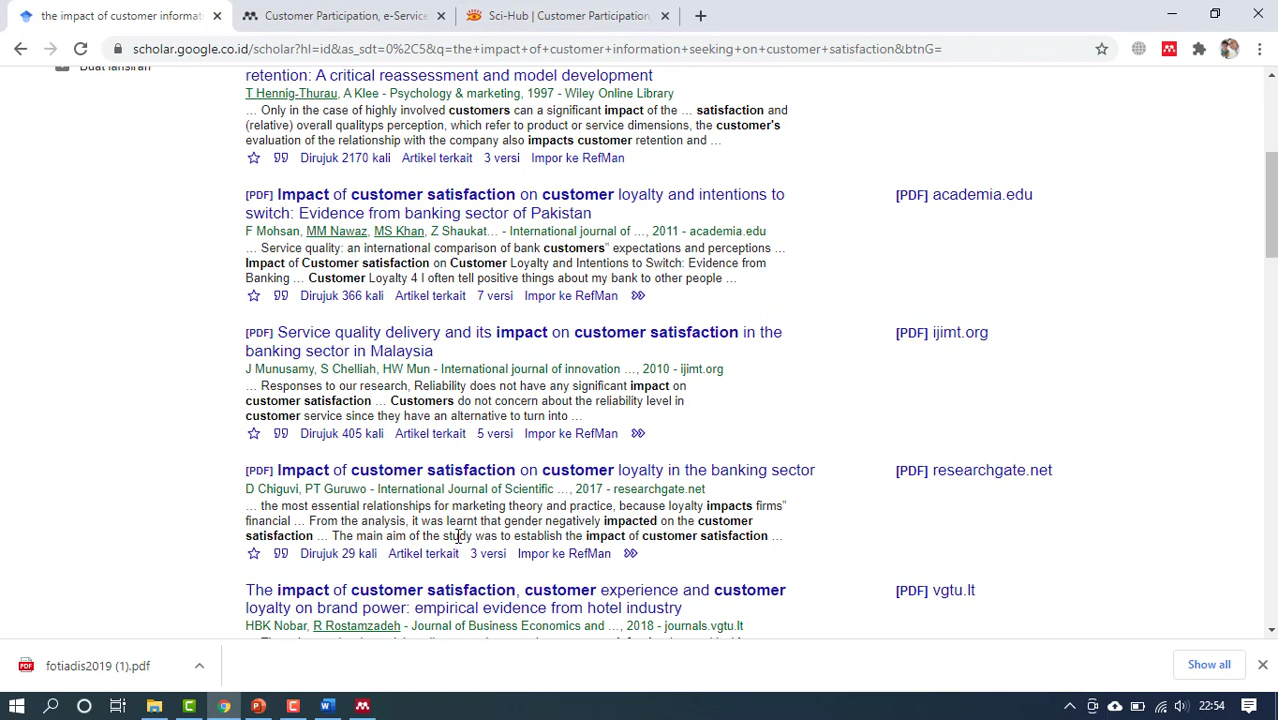 the impact of customer informati
Customer Participation, e-Service
Sci-Hub | Customer Participation,
scholar.google.co.id/scholar?hl=id&as_sdt=0%2C5&q=the+impact+of+customer+information+seeking+on+customer+satisfaction&btnG=
retention: A critical reassessment and model development
T Hennig-Thurau, A Klee - Psychology & marketing, 1997 - Wiley Online Library
... Only in the case of highly involved customers can a significant impact of the ... satisfaction and
(relative) overall qualityps perception, which refer to product or service dimensions, the customer's
evaluation of the relationship with the company also impacts customer retention and ...
Dirujuk 2170 kali Artikel terkait 3 versi Impor ke RefMan
[PDF] Impact of customer satisfaction on customer loyalty and intentions to
switch: Evidence from banking sector of Pakistan
[PDF] academia.edu
F Mohsan, MM Nawaz, MS Khan, Z Shaukat... - International journal of ..., 2011 - academia.edu
... Service quality: an international comparison of bank customers" expectations and perceptions ...
Impact of Customer satisfaction on Customer Loyalty and Intentions to Switch: Evidence from
Banking ... Customer Loyalty 4 I often tell positive things about my bank to other people ...
Dirujuk 366 kali Artikel terkait 7 versi Impor ke RefMan
[PDF] Service quality delivery and its impact on customer satisfaction in the
banking sector in Malaysia
[PDF] ijimt.org
J Munusamy, S Chelliah, HW Mun - International journal of innovation ..., 2010 - ijimt.org
... Responses to our research, Reliability does not have any significant impact on
customer satisfaction ... Customers do not concern about the reliability level in
customer service since they have an alternative to turn into ...
Dirujuk 405 kali Artikel terkait 5 versi Impor ke RefMan
[PDF] Impact of customer satisfaction on customer loyalty in the banking sector
[PDF] researchgate.net
D Chiguvi, PT Guruwo - International Journal of Scientific ..., 2017 - researchgate.net
... the most essential relationships for marketing theory and practice, because loyalty impacts firms"
financial ... From the analysis, it was learnt that gender negatively impacted on the customer
satisfaction ... The main aim of the study was to establish the impact of customer satisfaction ...
Dirujuk 29 kali Artikel terkait 3 versi Impor ke RefMan
The impact of customer satisfaction, customer experience and customer
loyalty on brand power: empirical evidence from hotel industry
[PDF] vgtu.lt
HBK Nobar, R Rostamzadeh - Journal of Business Economics and ..., 2018 - journals.vgtu.lt
fotiadis2019 (1).pdf
Show all
22:54